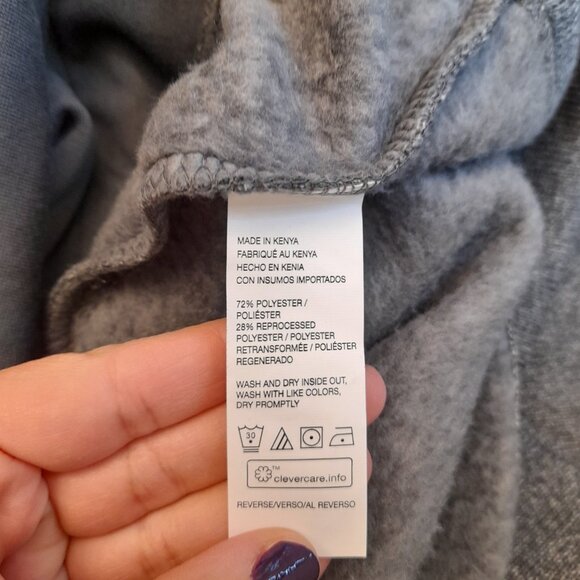 MADE IN KENYA
FABRIQUÉ AU KENYA
HECHO EN KENIA
CON INSUMOS IMPORTADOS
72% POLYESTER /
POLIÉSTER
28% REPROCESSED
POLYESTER / POLYESTER
RETRANSFORMÉE / POLIÉSTER
REGENERADO
WASH AND DRY INSIDE OUT,
WASH WITH LIKE COLORS,
DRY PROMPTLY
30
TM
clevercare.info
REVERSE/VERSO/AL REVERSO